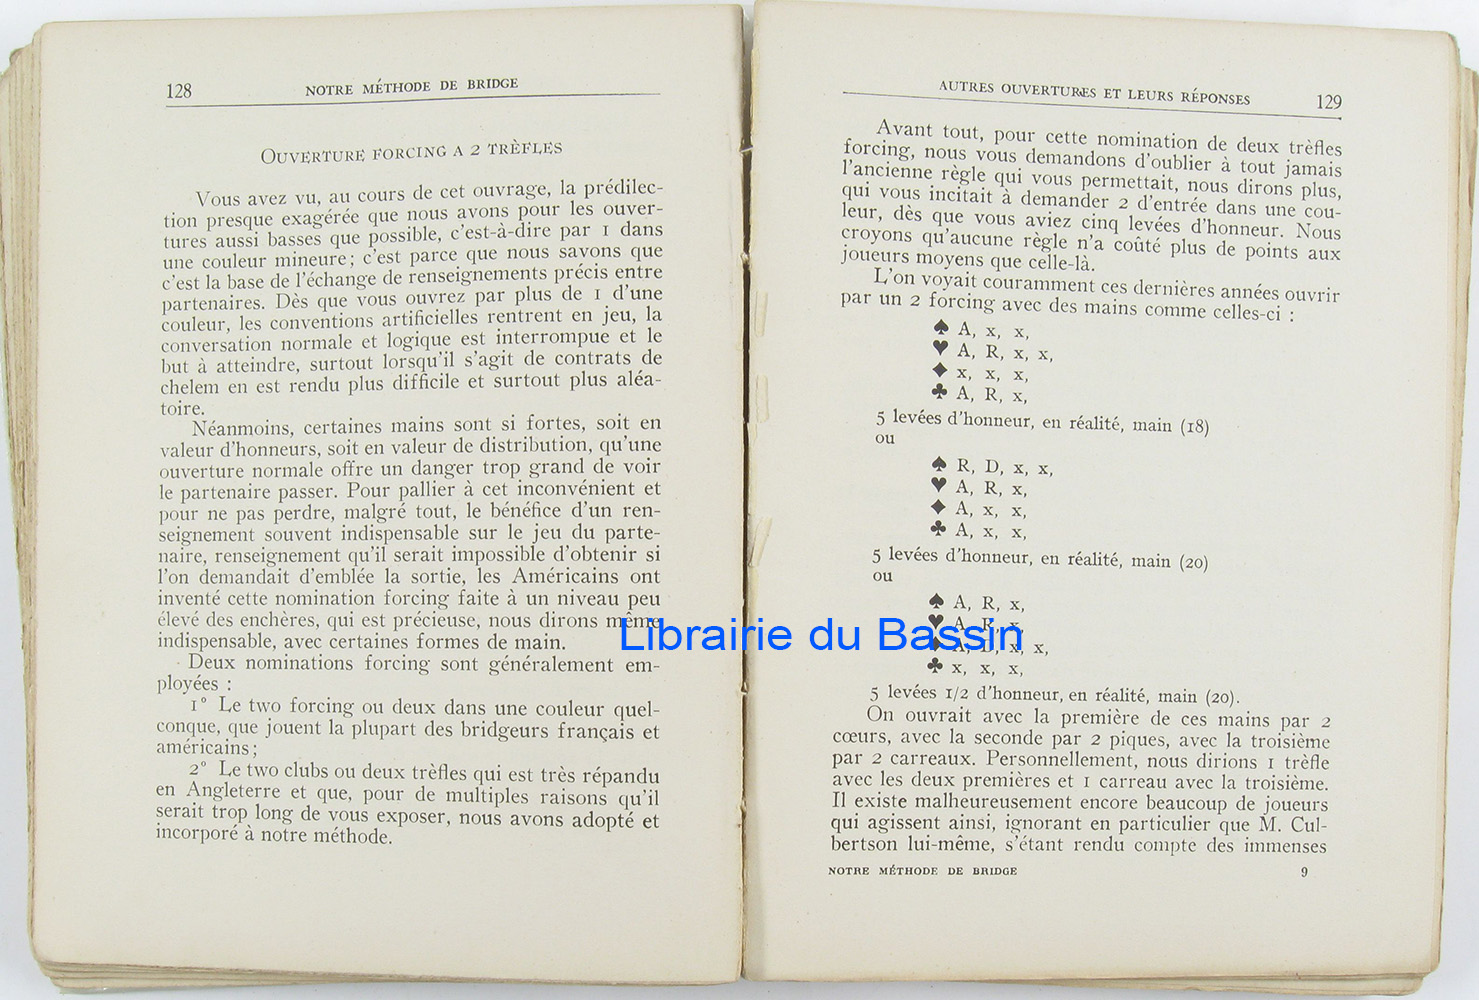 128 NOTRE MÉTHODE DE BRIDGE
OUVERTURE FORCING A 2 TRÈFLES
Vous avez vu, au cours de cet ouvrage, la prédilec-
tion presque exagérée que nous avons pour les ouver-
tures aussi basses que possible, c'est-à-dire par 1 dans
une couleur mineure; c'est parce que nous savons que
c'est la base de l'échange de renseignements précis entre
partenaires. Dès que vous ouvrez par plus de 1 d'une
couleur, les conventions artificielles rentrent en jeu, la
conversation normale et logique est interrompue et le
but à atteindre, surtout lorsqu'il s'agit de contrats de
chelem en est rendu plus difficile et surtout plus aléa-
toire.
Néanmoins, certaines mains sont si fortes, soit en
valeur d'honneurs, soit en valeur de distribution, qu'une
ouverture normale offre un danger trop grand de voir
le partenaire passer. Pour pallier à cet inconvénient et
pour ne pas perdre, malgré tout, le bénéfice d'un ren-
seignement souvent indispensable sur le jeu du parte-
naire, renseignement qu'il serait impossible d'obtenir si
l'on demandait d'emblée la sortie, les Américains ont
inventé cette nomination forcing faite à un niveau peu
élevé des enchères, qui est précieuse, nous dirons même
indispensable, avec certaines formes de main.
Deux nominations forcing sont généralement em-
ployées :
1° Le two forcing ou deux dans une couleur quel-
conque, que jouent la plupart des bridgeurs français et
américains;
2° Le two clubs ou deux trèfles qui est très répandu
en Angleterre et que, pour de multiples raisons qu'il
serait trop long de vous exposer, nous avons adopté et
incorporé à notre méthode.
AUTRES OUVERTURES ET LEURS RÉPONSES 129
Avant tout, pour cette nomination de deux trèfles
forcing, nous vous demandons d'oublier à tout jamais
l'ancienne règle qui vous permettait, nous dirons plus,
qui vous incitait à demander 2 d'entrée dans une cou-
leur, dès que vous aviez cinq levées d'honneur. Nous
croyons qu'aucune règle n'a coûté plus de points aux
joueurs moyens que celle-là.
L'on voyait couramment ces dernières années ouvrir
par un 2 forcing avec des mains comme celles-ci :
♠ A, x, x,
♥ A, R, x, x,
♦ x, x, x,
♣ A, R, x,
5 levées d'honneur, en réalité, main (18)
ou
♠ R, D, x, x,
♥ A, R, x,
♦ A, x, x,
♣ A, x, x,
5 levées d'honneur, en réalité, main (20)
ou
♠ A, R, x,
♥ A, R, x,
♦ A, D, x, x,
♣ x, x, x,
5 levées 1/2 d'honneur, en réalité, main (20).
On ouvrait avec la première de ces mains par 2
cœurs, avec la seconde par 2 piques, avec la troisième
par 2 carreaux. Personnellement, nous dirions 1 trèfle
avec les deux premières et 1 carreau avec la troisième.
Il existe malheureusement encore beaucoup de joueurs
qui agissent ainsi, ignorant en particulier que M. Cul-
bertson lui-même, s'étant rendu compte des immenses
NOTRE MÉTHODE DE BRIDGE 9
Librairie du Bassin